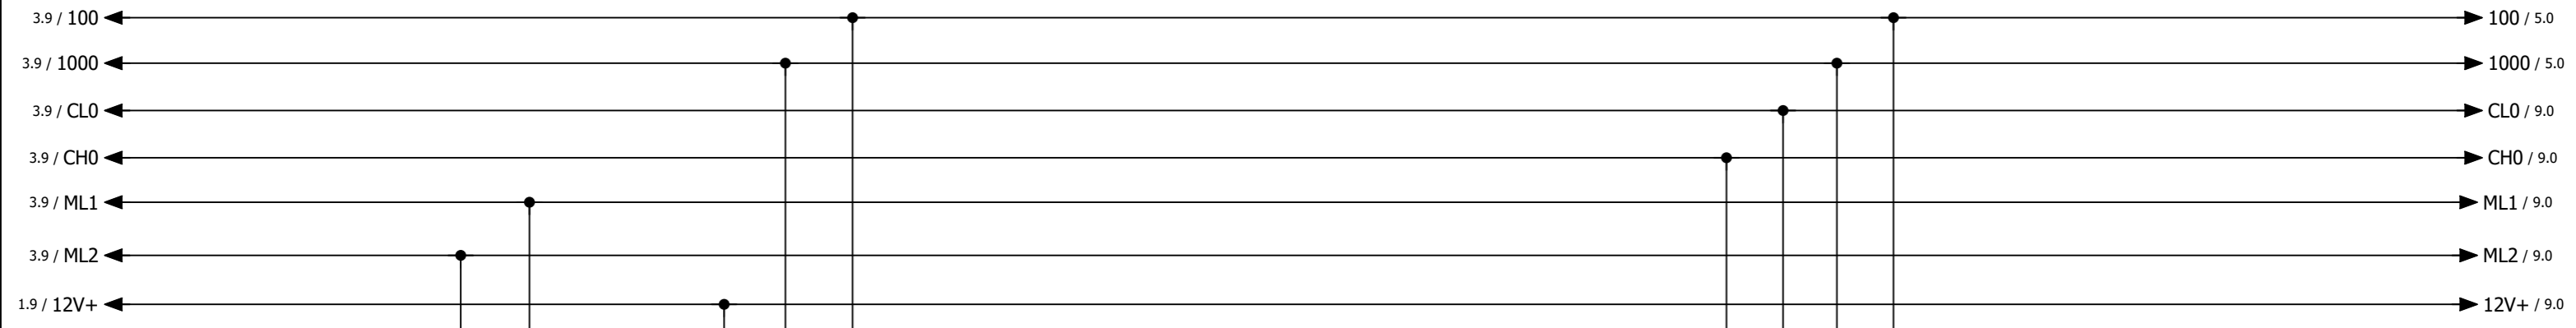 3.9 / 100 100 / 5.0
3.9 / 1000 1000 / 5.0
3.9 / CL0 CL0 / 9.0
3.9 / CH0 CH0 / 9.0
3.9 / ML1 ML1 / 9.0
3.9 / ML2 ML2 / 9.0
1.9 / 12V+ 12V+ / 9.0